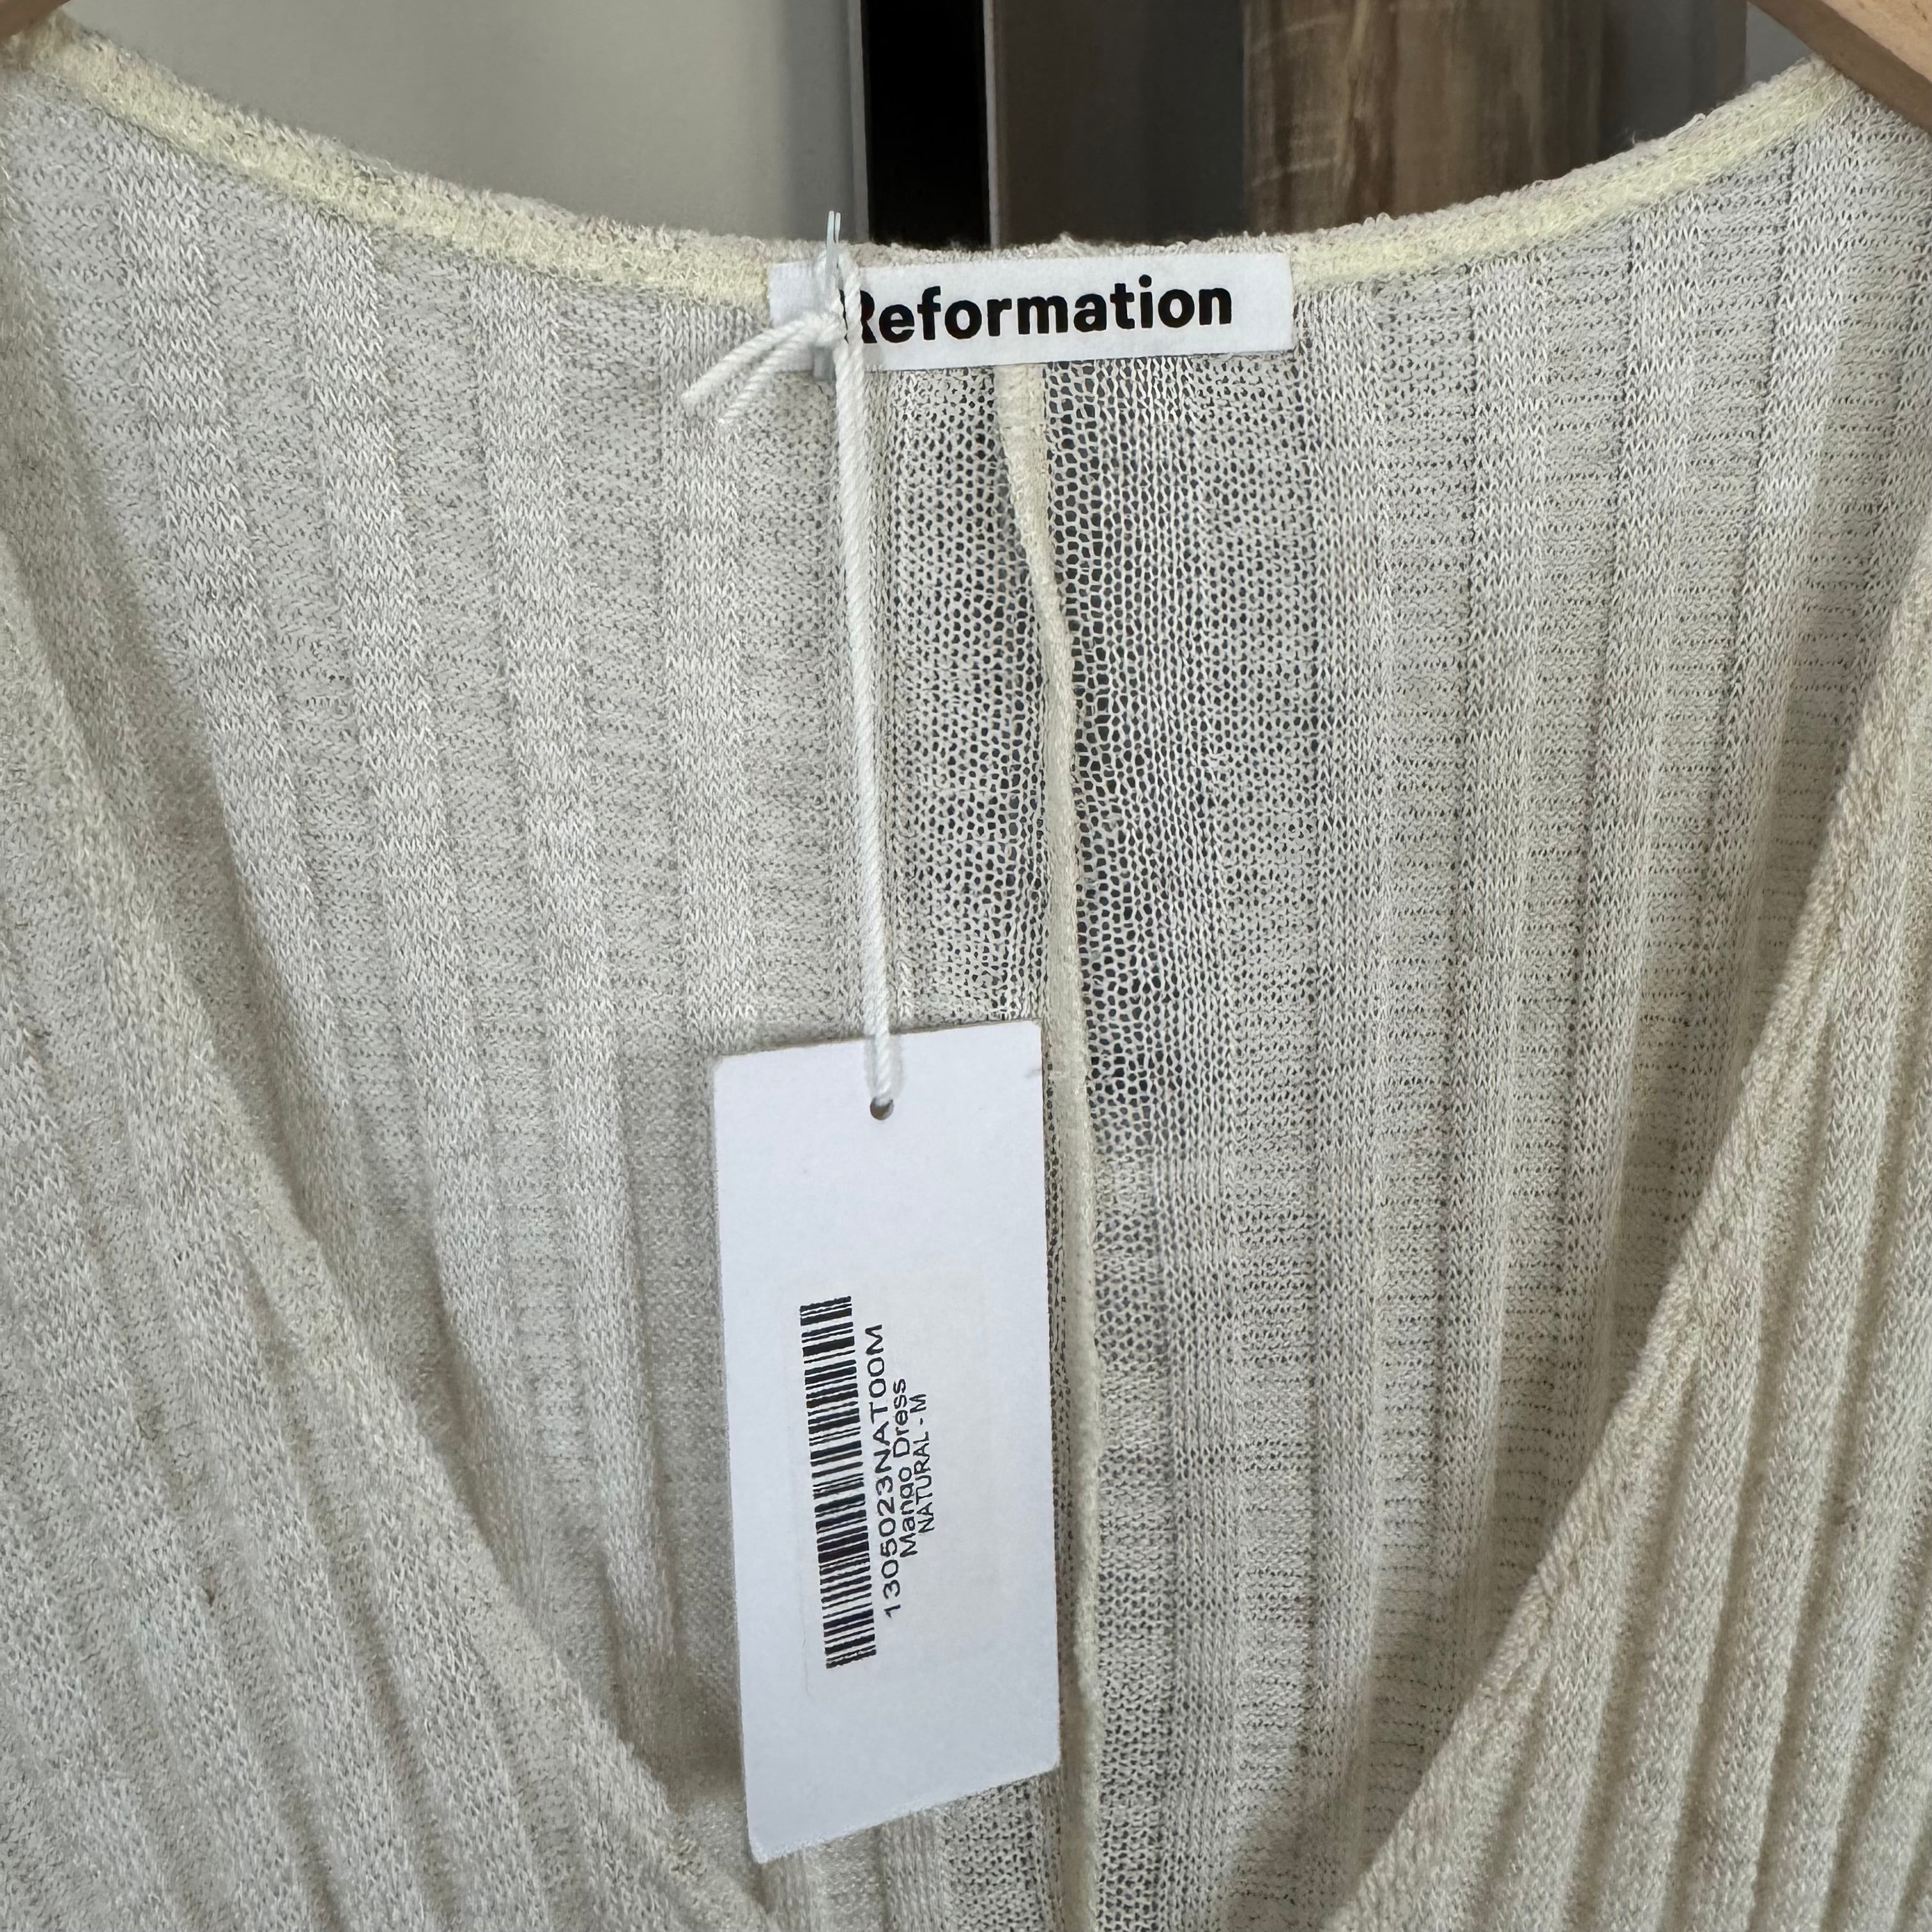 Reformation
1305023NAT00M
Mango Dress
NATURAL - M